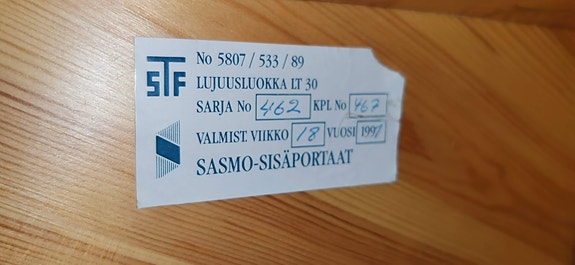 STF
No 5807 / 533 / 89
LUJUUSLUOKKA LT 30
SARJA No 462 KPL. No 467
VALMIST. VIIKKO 18 VUOSI 1997
SASMO-SISÄPORTAAT